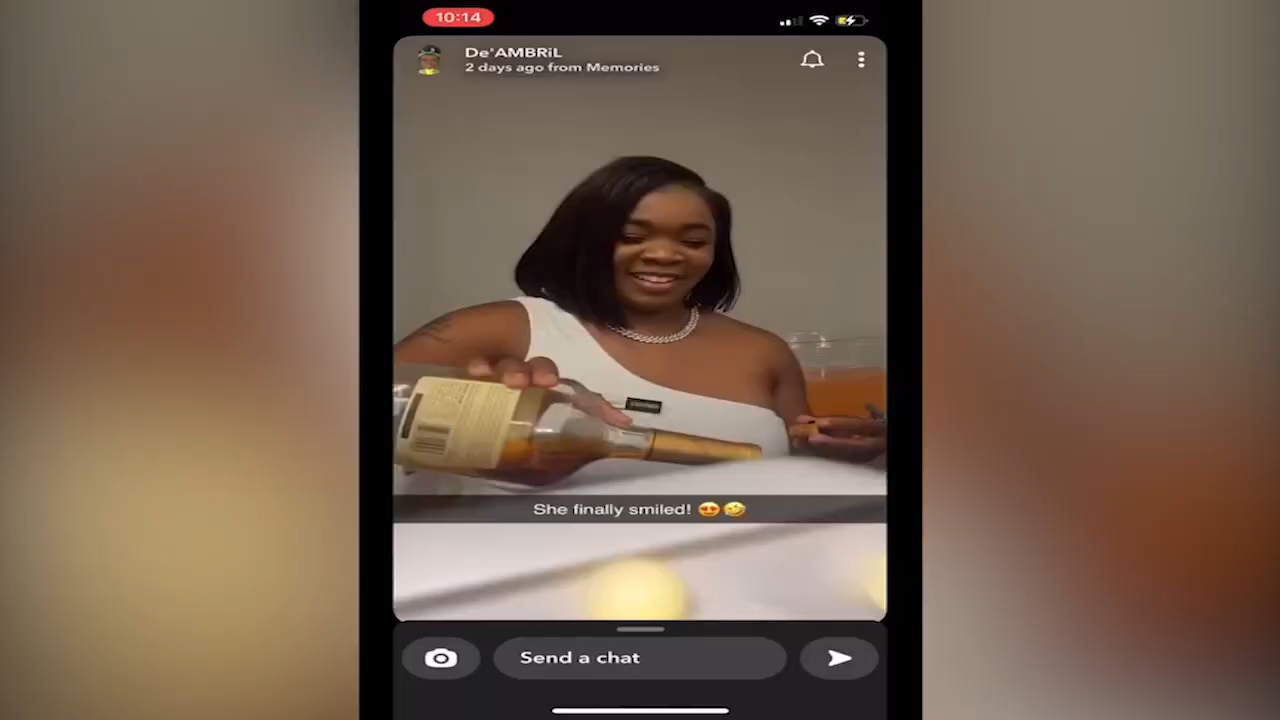 10:14
De'AMBRiL
2 days ago from Memories
She finally smiled! 😍🤣
Send a chat